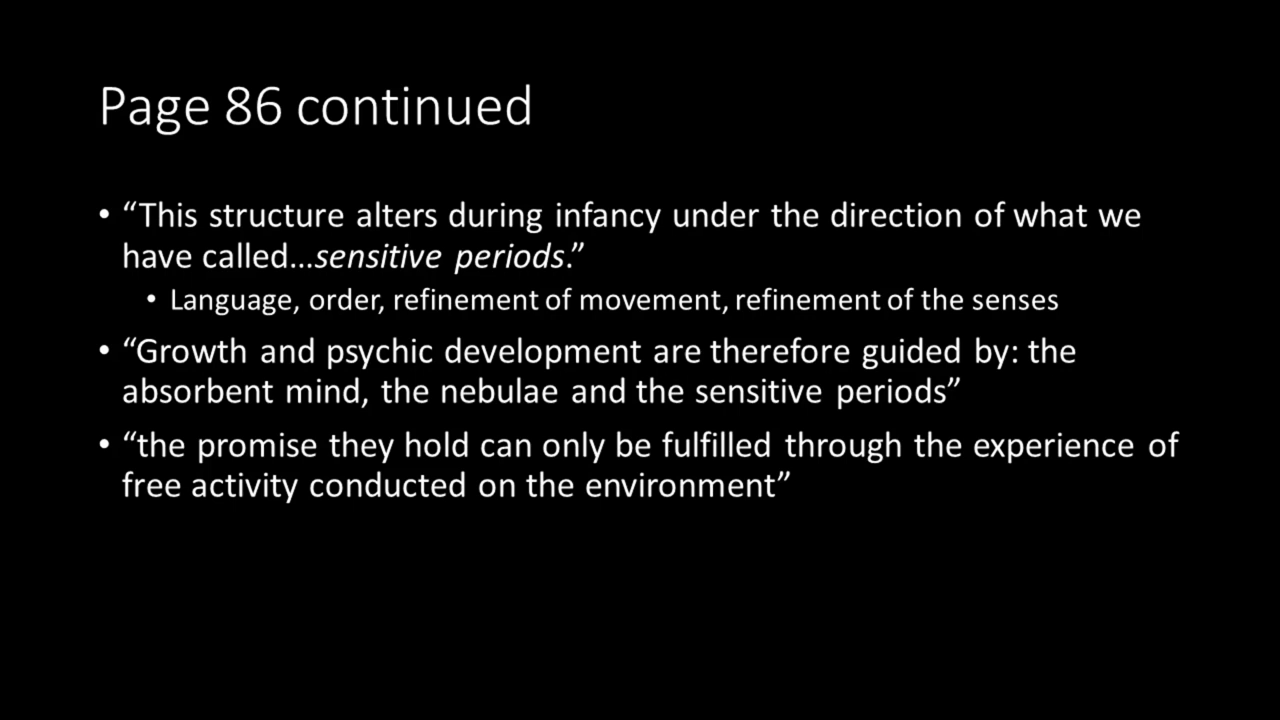 Page 86 continued
• “This structure alters during infancy under the direction of what we
have called...sensitive periods.”
• Language, order, refinement of movement, refinement of the senses
• “Growth and psychic development are therefore guided by: the
absorbent mind, the nebulae and the sensitive periods”
• “the promise they hold can only be fulfilled through the experience of
free activity conducted on the environment”